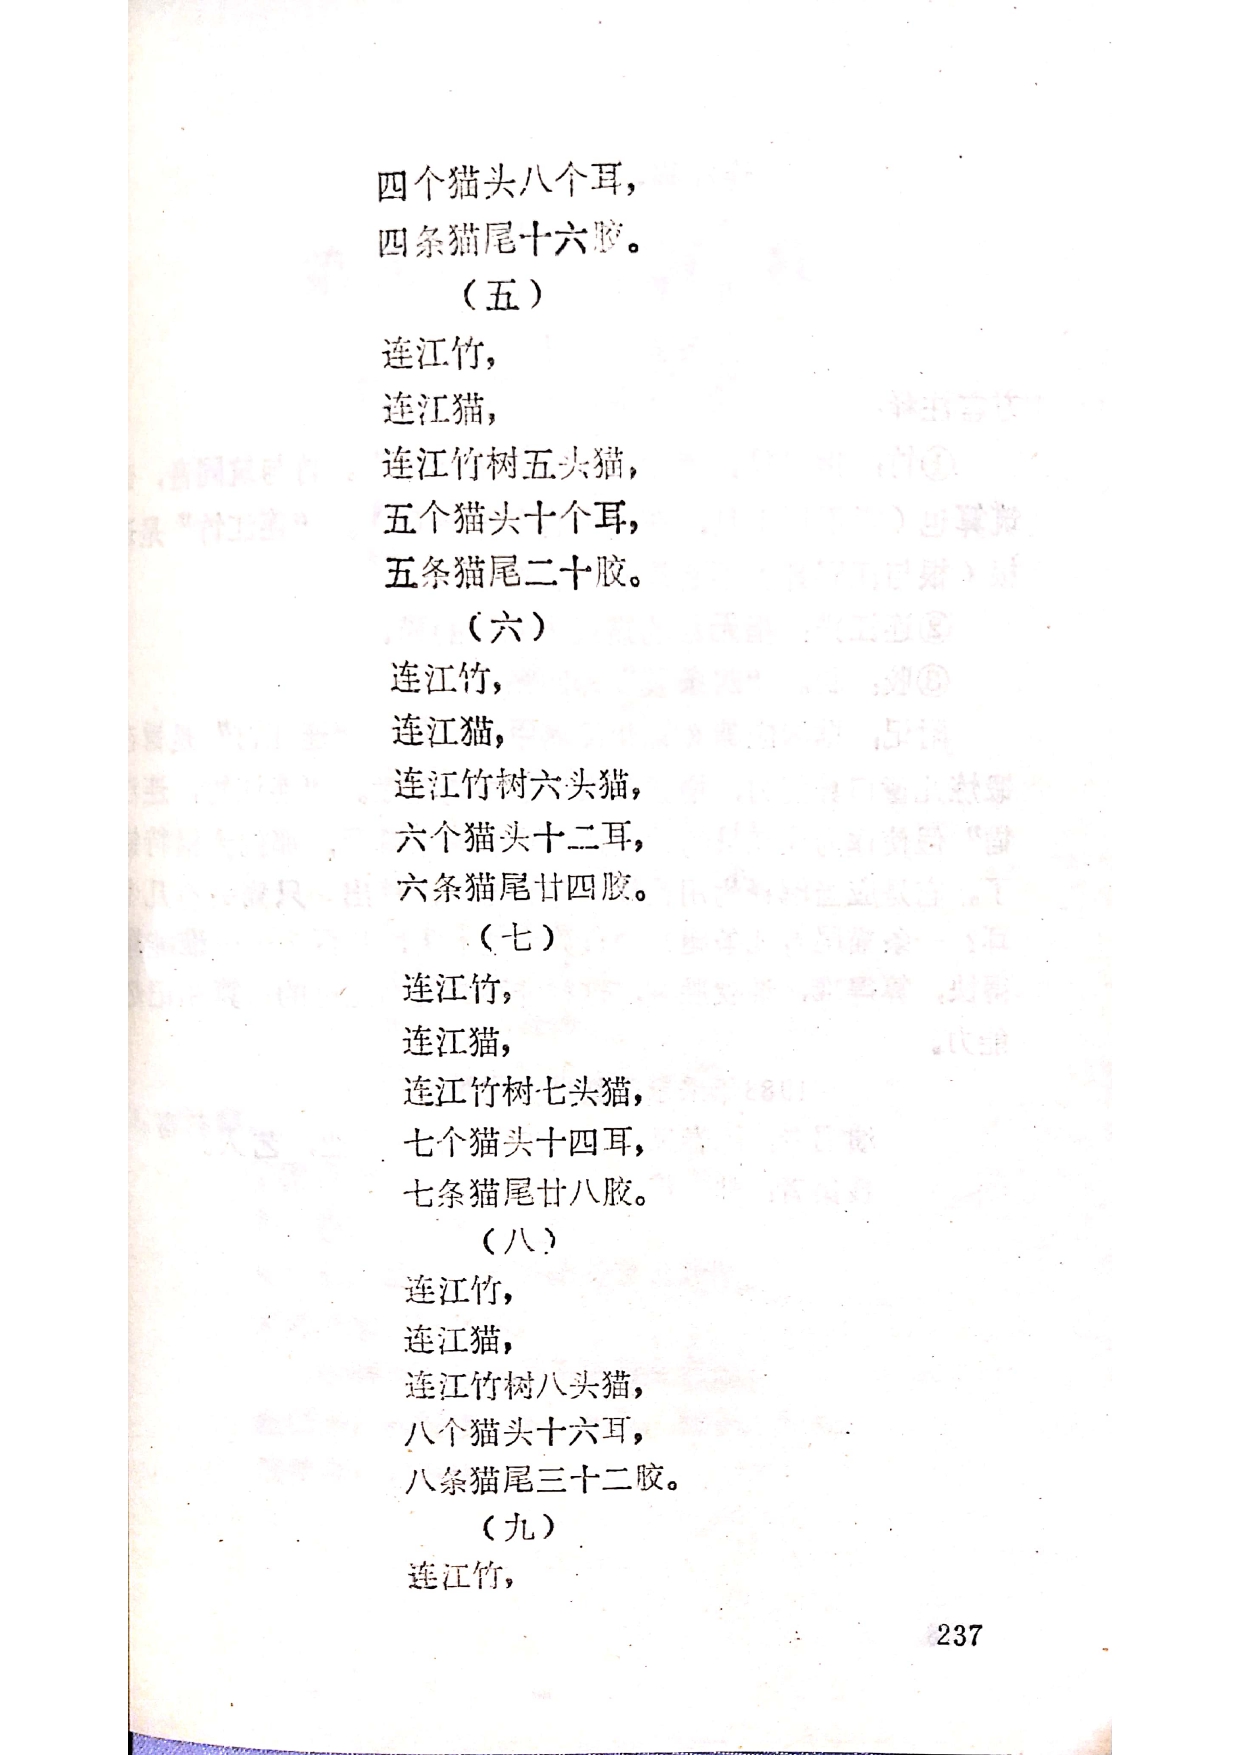 四个猫头八个耳，
四条猫尾十六胶。
（五）
连江竹，
连江猫，
连江竹树五头猫，
五个猫头十个耳，
五条猫尾二十胶。
（六）
连江竹，
连江猫，
连江竹树六头猫，
六个猫头十二耳，
六条猫尾廿四胶。
（七）
连江竹，
连江猫，
连江竹树七头猫，
七个猫头十四耳，
七条猫尾廿八胶。
（八）
连江竹，
连江猫，
连江竹树八头猫，
八个猫头十六耳，
八条猫尾三十二胶。
（九）
连江竹，
237